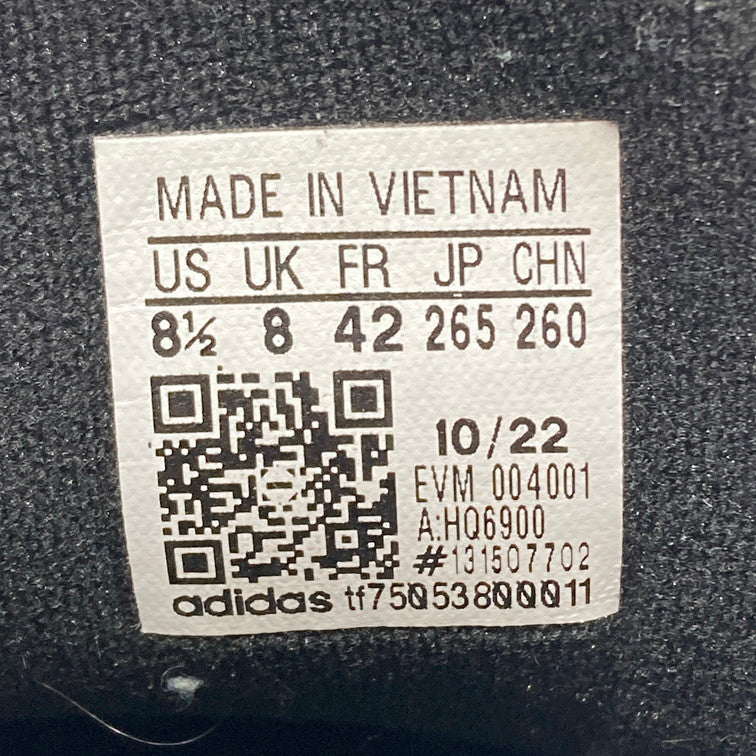 MADE IN VIETNAM
US UK FR JP CHN
8½ 8 42 265 260
10/22
EVM 004001
A:HQ6900
#131507702
adidas tf75053800011